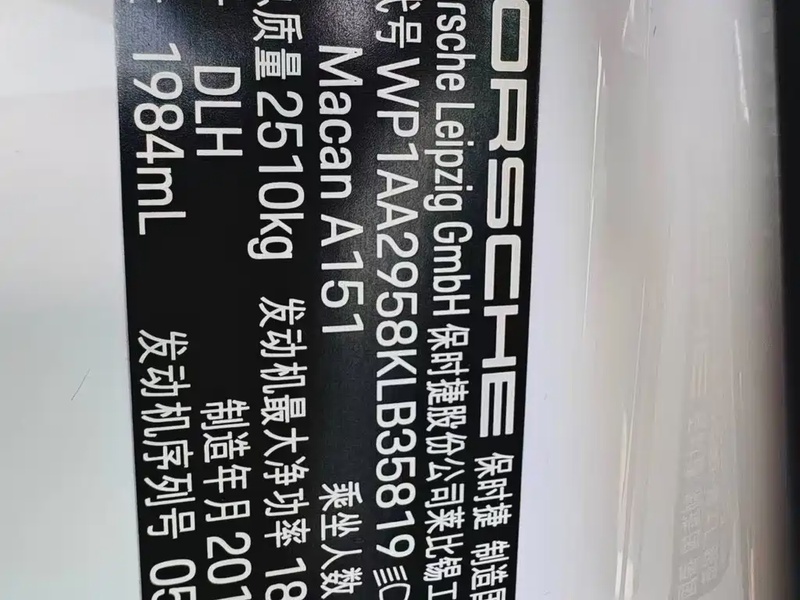 ORSCHE 保时捷 制造国
rsche Leipzig GmbH 保时捷股份公司莱比锡工
代号 WP1AA2958KLB35819
Macan A151 乘坐人数
质量 2510kg 发动机最大净功率 18
DLH 制造年月 201
1984mL 发动机序列号 05